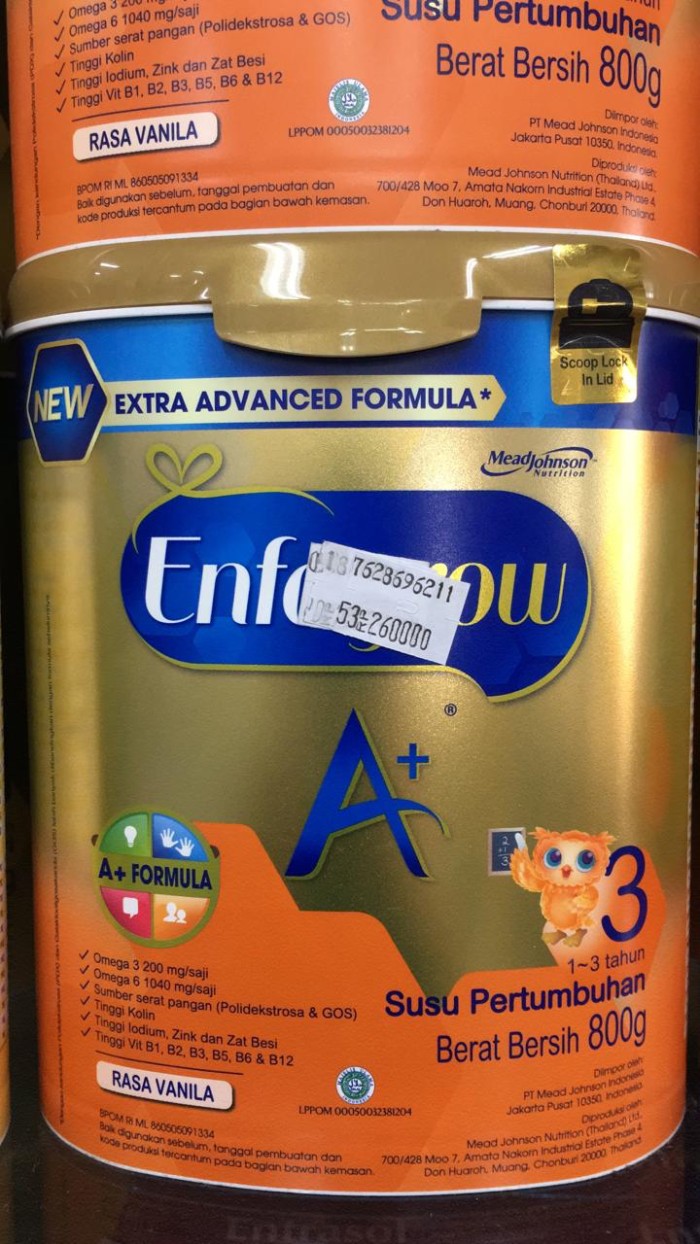 ✓ Omega 3 200 mg/saji
✓ Omega 6 1040 mg/saji
✓ Sumber serat pangan (Polidekstrosa & GOS)
✓ Tinggi Kolin
✓ Tinggi Iodium, Zink dan Zat Besi
✓ Tinggi Vit B1, B2, B3, B5, B6 & B12
RASA VANILA
LPPOM 00050032381204
Susu Pertumbuhan
Berat Bersih 800g
Diimpor oleh:
PT Mead Johnson Indonesia
Jakarta Pusat 10350, Indonesia.
Diproduksi oleh:
Mead Johnson Nutrition (Thailand) Ltd.,
700/428 Moo 7, Amata Nakorn Industrial Estate Phase 4
Don Huaroh, Muang, Chonburi 20000, Thailand.
BPOM RI ML 860505091334
Baik digunakan sebelum, tanggal pembuatan dan
kode produksi tercantum pada bagian bawah kemasan.
Scoop Lock
In Lid
NEW
EXTRA ADVANCED FORMULA*
MeadJohnson™
Nutrition
7628696211
260000
A+
®
A+ FORMULA
3
1~3 tahun
Susu Pertumbuhan
Berat Bersih 800g
✓ Omega 3 200 mg/saji
✓ Omega 6 1040 mg/saji
✓ Sumber serat pangan (Polidekstrosa & GOS)
✓ Tinggi Kolin
✓ Tinggi Iodium, Zink dan Zat Besi
✓ Tinggi Vit B1, B2, B3, B5, B6 & B12
RASA VANILA
LPPOM 00050032381204
Diimpor oleh:
PT Mead Johnson Indonesia
Jakarta Pusat 10350, Indonesia.
Diproduksi oleh:
Mead Johnson Nutrition (Thailand) Ltd.,
700/428 Moo 7, Amata Nakorn Industrial Estate Phase 4
Don Huaroh, Muang, Chonburi 20000, Thailand.
BPOM RI ML 860505091334
Baik digunakan sebelum, tanggal pembuatan dan
kode produksi tercantum pada bagian bawah kemasan.
Enfrasol